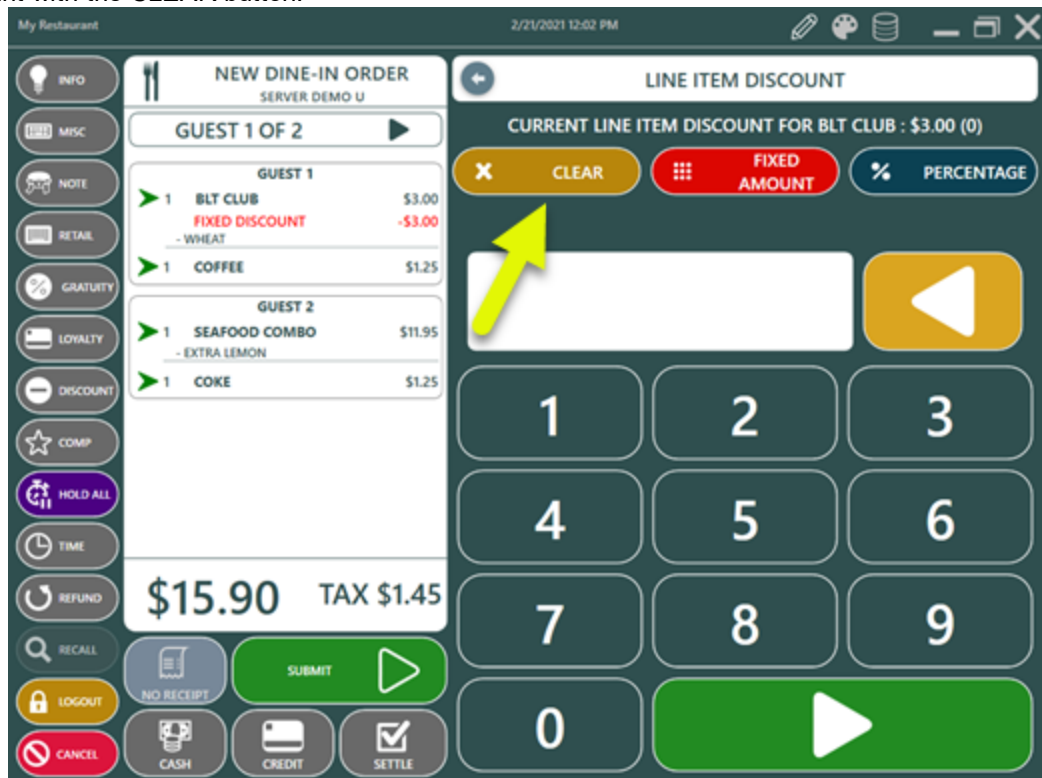 with the CLEAR button.
My Restaurant
2/21/2021 12:02 PM
INFO
MISC
NOTE
RETAIL
GRATUITY
LOYALTY
DISCOUNT
COMP
HOLD ALL
TIME
REFUND
RECALL
LOGOUT
CANCEL
NEW DINE-IN ORDER
SERVER DEMO U
GUEST 1 OF 2
GUEST 1
1 BLT CLUB $3.00
FIXED DISCOUNT -$3.00
- WHEAT
1 COFFEE $1.25
GUEST 2
1 SEAFOOD COMBO $11.95
- EXTRA LEMON
1 COKE $1.25
$15.90 TAX $1.45
NO RECEIPT
SUBMIT
CASH
CREDIT
SETTLE
LINE ITEM DISCOUNT
CURRENT LINE ITEM DISCOUNT FOR BLT CLUB : $3.00 (0)
CLEAR
FIXED
AMOUNT
% PERCENTAGE
1 2 3
4 5 6
7 8 9
0